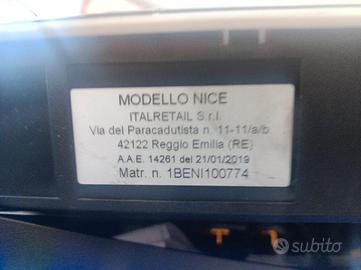 MODELLO NICE
ITALRETAIL S.r.l.
Via del Paracadutista n. 11-11/a/b
42122 Reggio Emilia (RE)
A.A.E. 14261 del 21/01/2019
Matr. n. 1BENI100774
subito